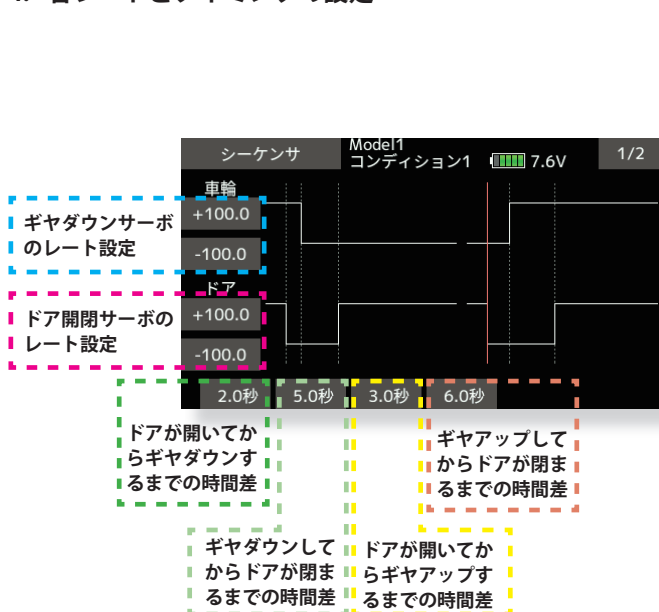 シーケンサ
Model1
コンディション1
7.6V
1/2
車輪
+100.0
-100.0
ギヤダウンサーボ
のレート設定
ドア
+100.0
-100.0
ドア開閉サーボの
レート設定
2.0秒
5.0秒
3.0秒
6.0秒
ドアが開いてか
らギヤダウンす
るまでの時間差
ギヤアップして
からドアが閉ま
るまでの時間差
ギヤダウンして
からドアが閉ま
るまでの時間差
ドアが開いてか
らギヤアップす
るまでの時間差